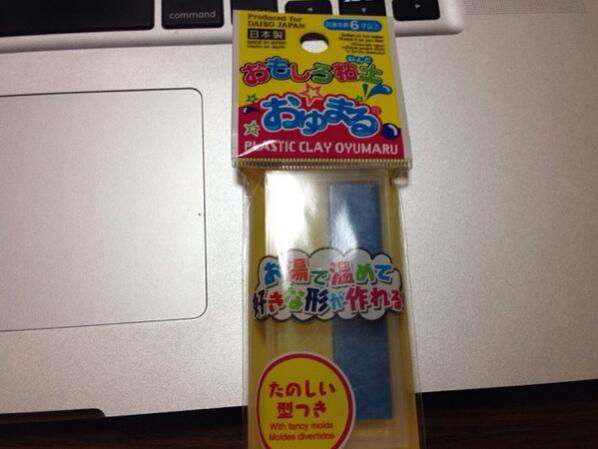 command
Produced for
DAISO JAPAN
対象年齢6才以上
日本製
MADE IN JAPAN
おもしろ粘土
ねんど
おゆまる®
PLASTIC CLAY OYUMARU
お湯で温めて
好きな形が作れる
たのしい
型つき
With fancy molds
Moldes divertidos